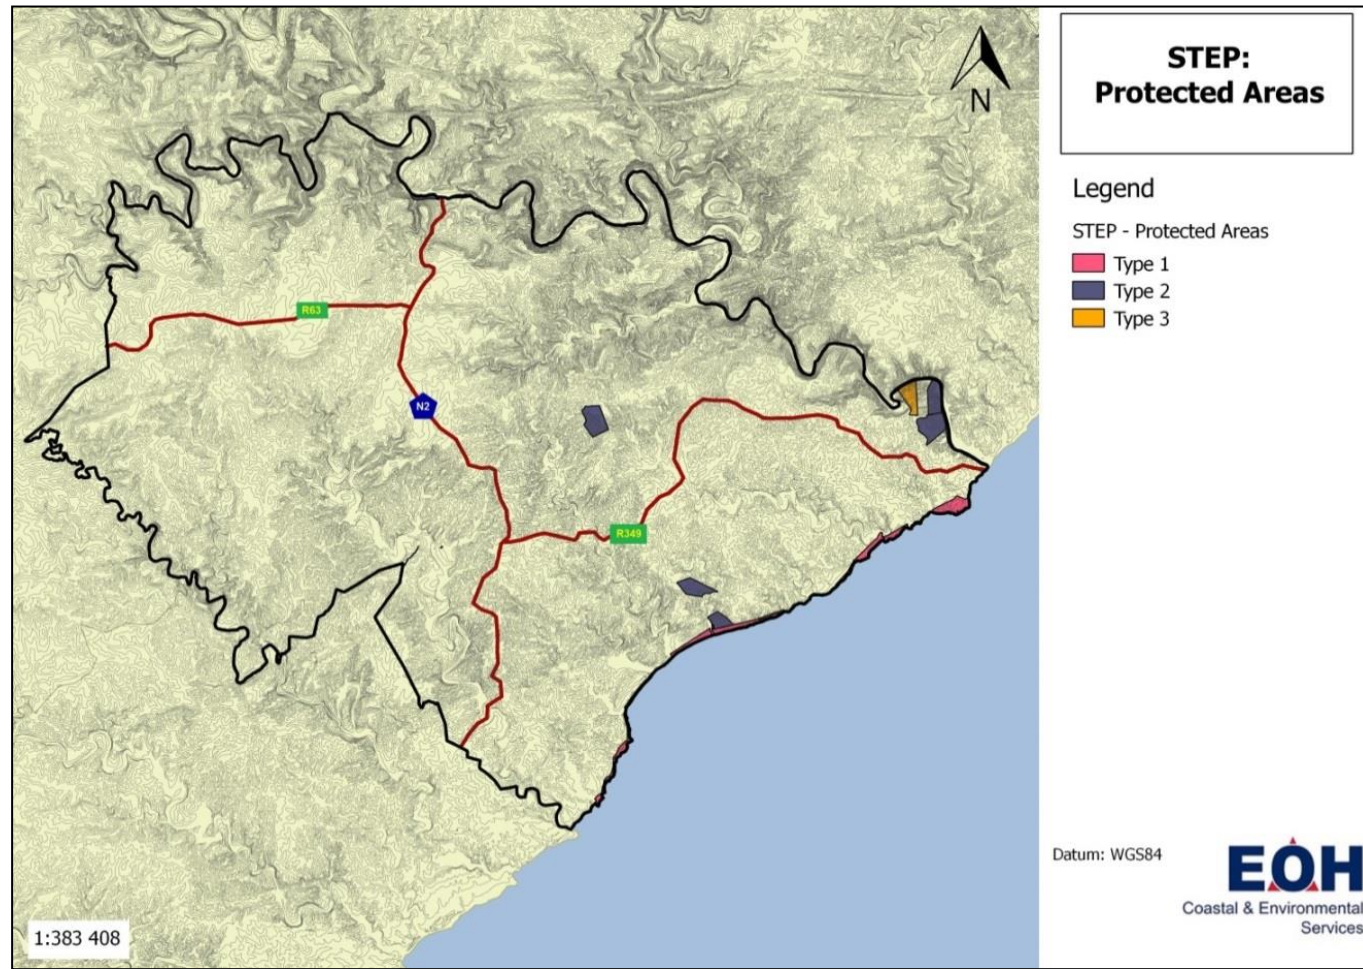 STEP:
Protected Areas
N
Legend
STEP - Protected Areas
Type 1
Type 2
Type 3
R63
N2
R349
Datum: WGS84
EOH
Coastal & Environmental
Services
1:383 408